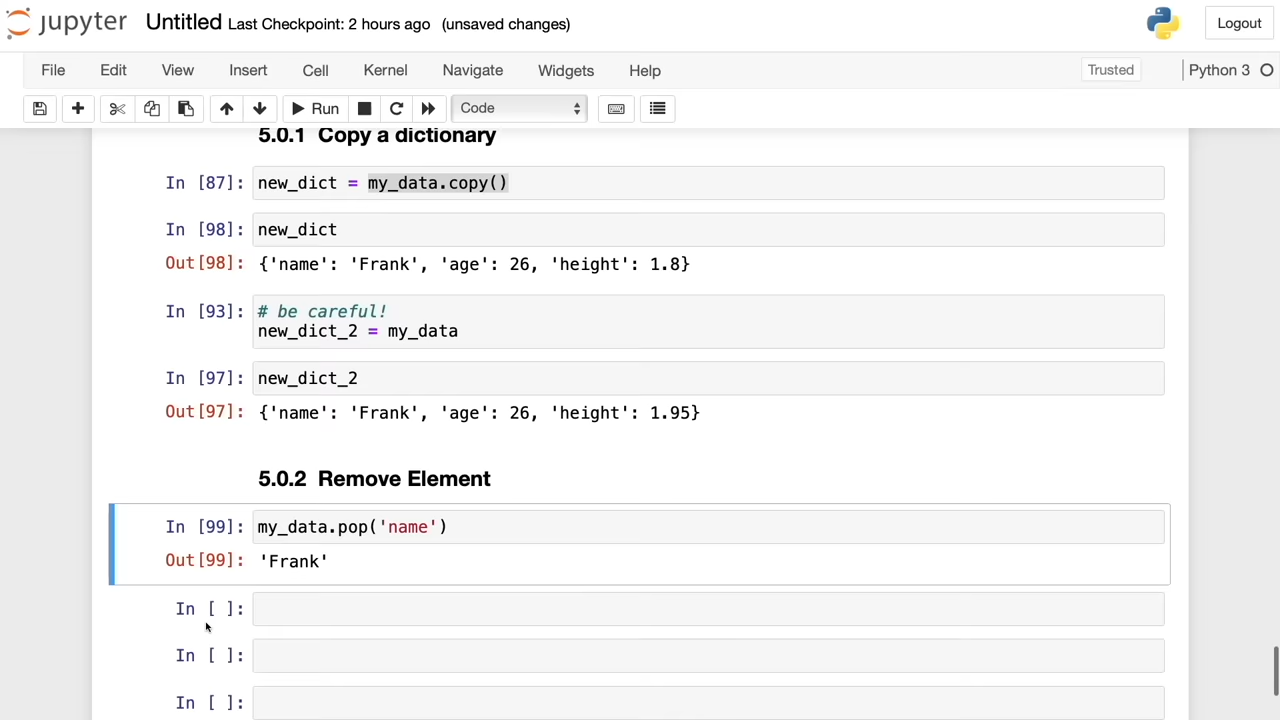 jupyter Untitled Last Checkpoint: 2 hours ago (unsaved changes) Logout
File Edit View Insert Cell Kernel Navigate Widgets Help Trusted Python 3
Run Code
5.0.1 Copy a dictionary
In [87]: new_dict = my_data.copy()
In [98]: new_dict
Out[98]: {'name': 'Frank', 'age': 26, 'height': 1.8}
In [93]: # be careful!
new_dict_2 = my_data
In [97]: new_dict_2
Out[97]: {'name': 'Frank', 'age': 26, 'height': 1.95}
5.0.2 Remove Element
In [99]: my_data.pop('name')
Out[99]: 'Frank'
In [ ]:
In [ ]:
In [ ]: